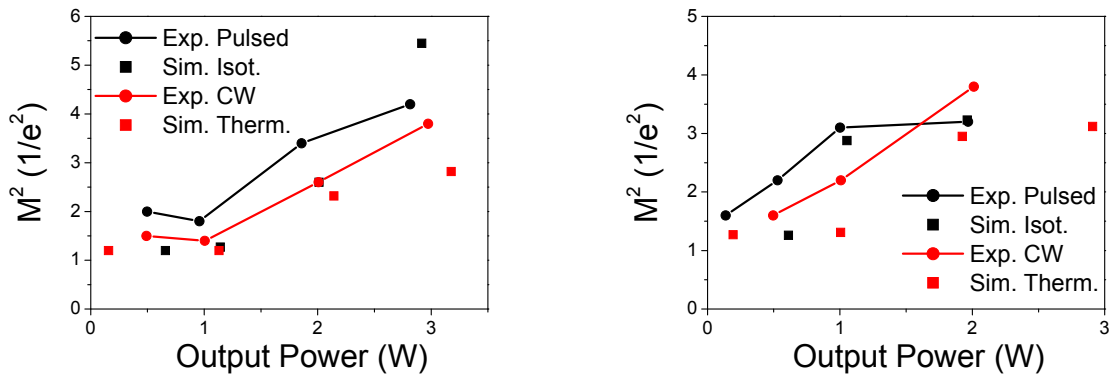 6
5
4
3
2
1
0
M² (1/e²)
Exp. Pulsed
Sim. Isot.
Exp. CW
Sim. Therm.
0 1 2 3
Output Power (W)
5
4
3
2
1
0
M² (1/e²)
Exp. Pulsed
Sim. Isot.
Exp. CW
Sim. Therm.
0 1 2 3
Output Power (W)